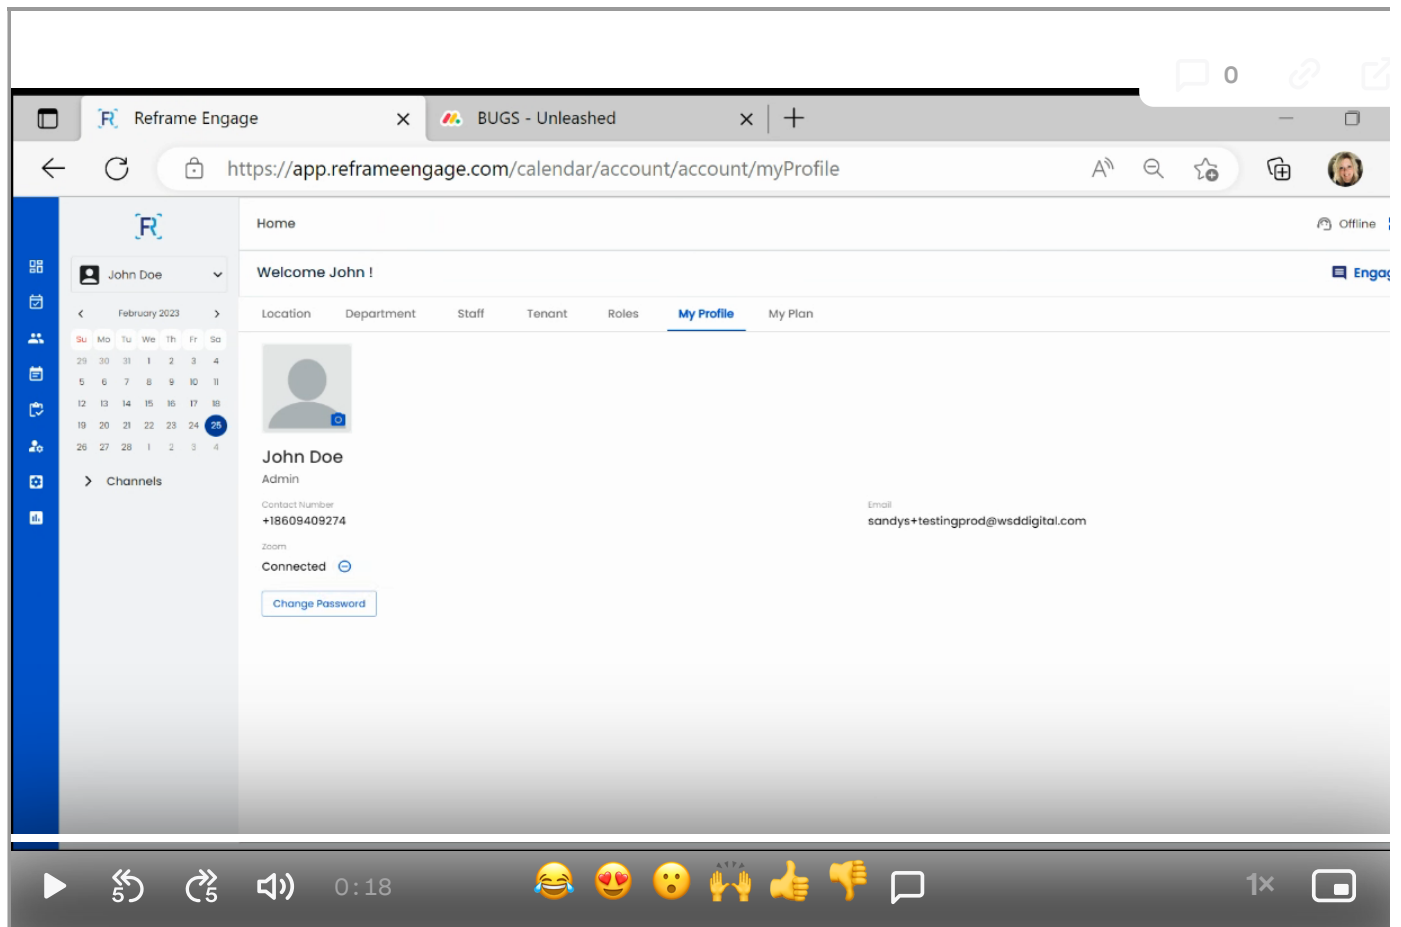 0
Reframe Engage
BUGS - Unleashed
https://app.reframeengage.com/calendar/account/account/myProfile
Home
Offline
John Doe
Welcome John !
February 2023
Location Department Staff Tenant Roles My Profile My Plan
Su Mo Tu We Th Fr Sa
29 30 31 1 2 3 4
5 6 7 8 9 10 11
12 13 14 15 16 17 18
19 20 21 22 23 24 25
26 27 28 1 2 3 4
Channels
John Doe
Admin
Contact Number
+18609409274
Email
sandys+testingprod@wsddigital.com
Zoom
Connected
Change Password
5
5
0:18
1×